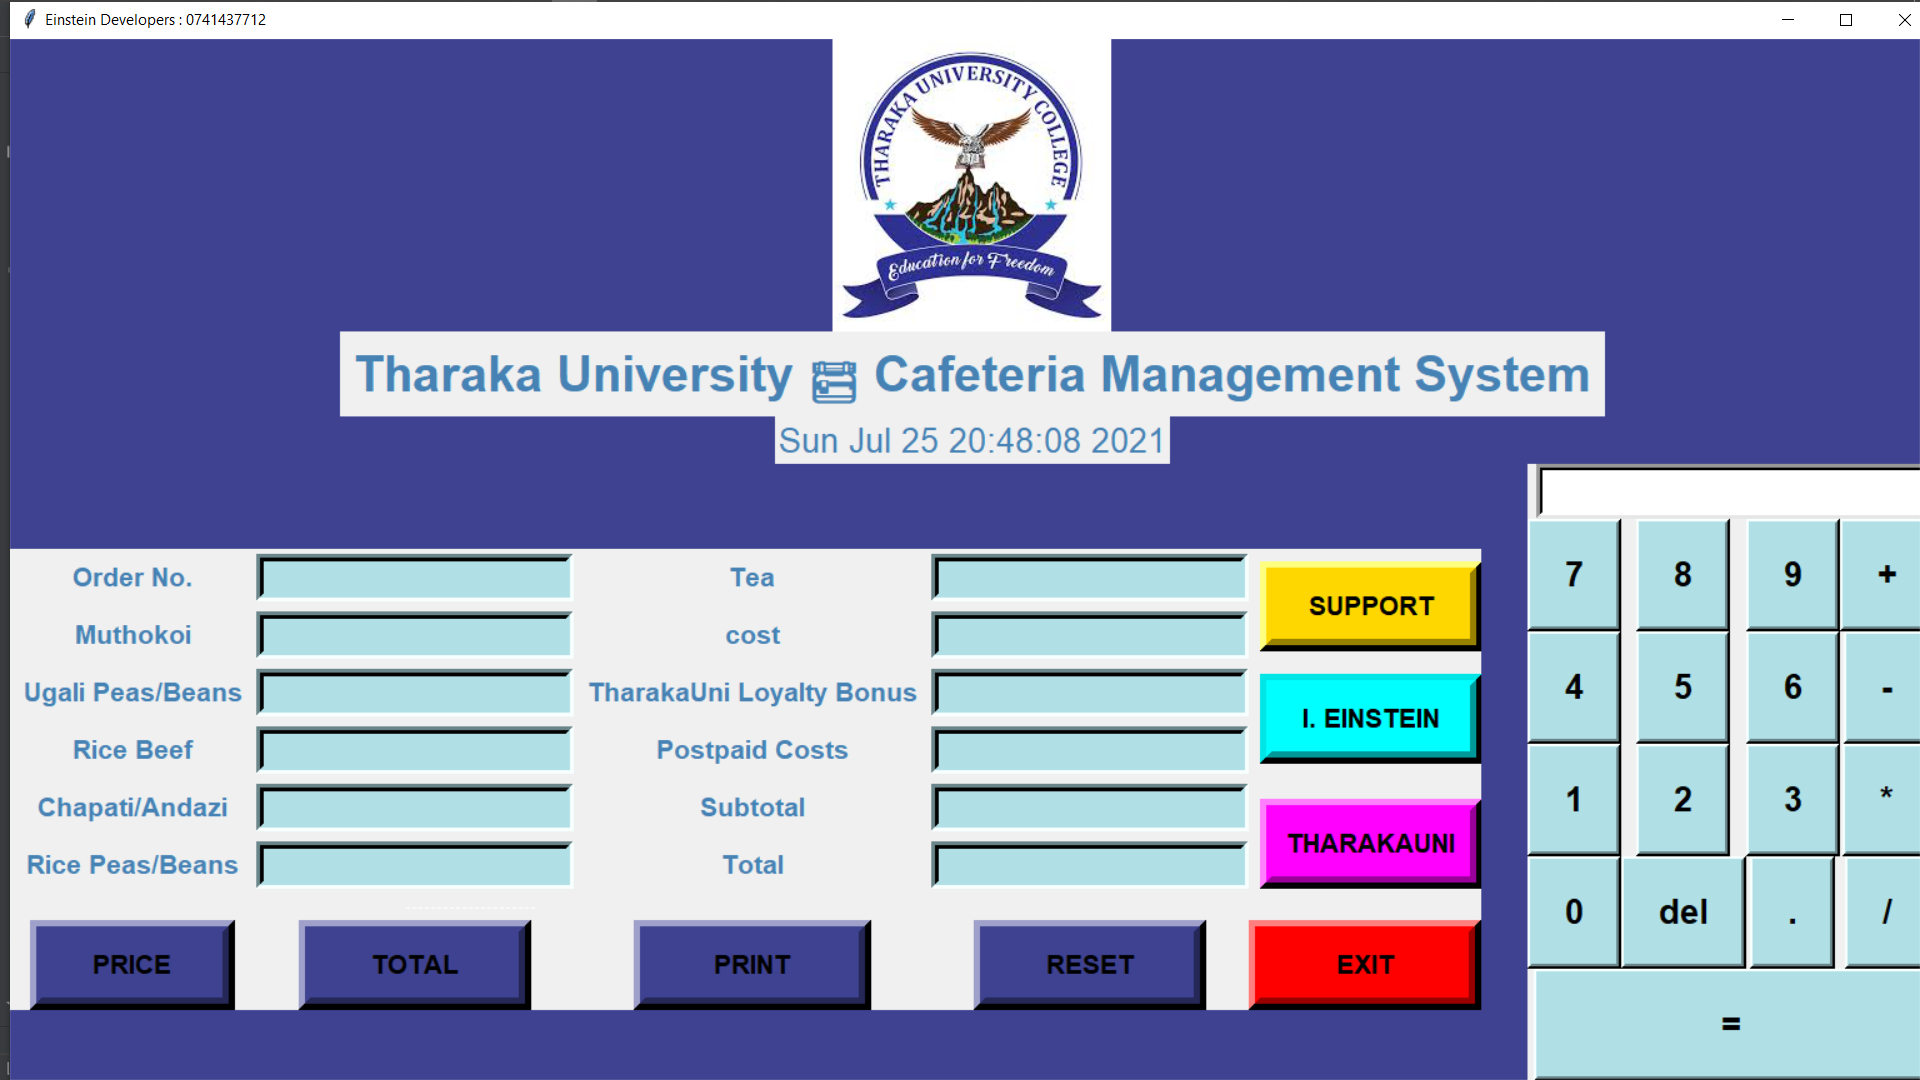 Einstein Developers : 0741437712
THARAKA UNIVERSITY COLLEGE
Education for Freedom
Tharaka University Cafeteria Management System
Sun Jul 25 20:48:08 2021
Order No.
Tea
SUPPORT
Muthokoi
cost
Ugali Peas/Beans
TharakaUni Loyalty Bonus
I. EINSTEIN
Rice Beef
Postpaid Costs
Chapati/Andazi
Subtotal
THARAKAUNI
Rice Peas/Beans
Total
PRICE
TOTAL
PRINT
RESET
EXIT
7 8 9 +
4 5 6 -
1 2 3 *
0 del . /
=